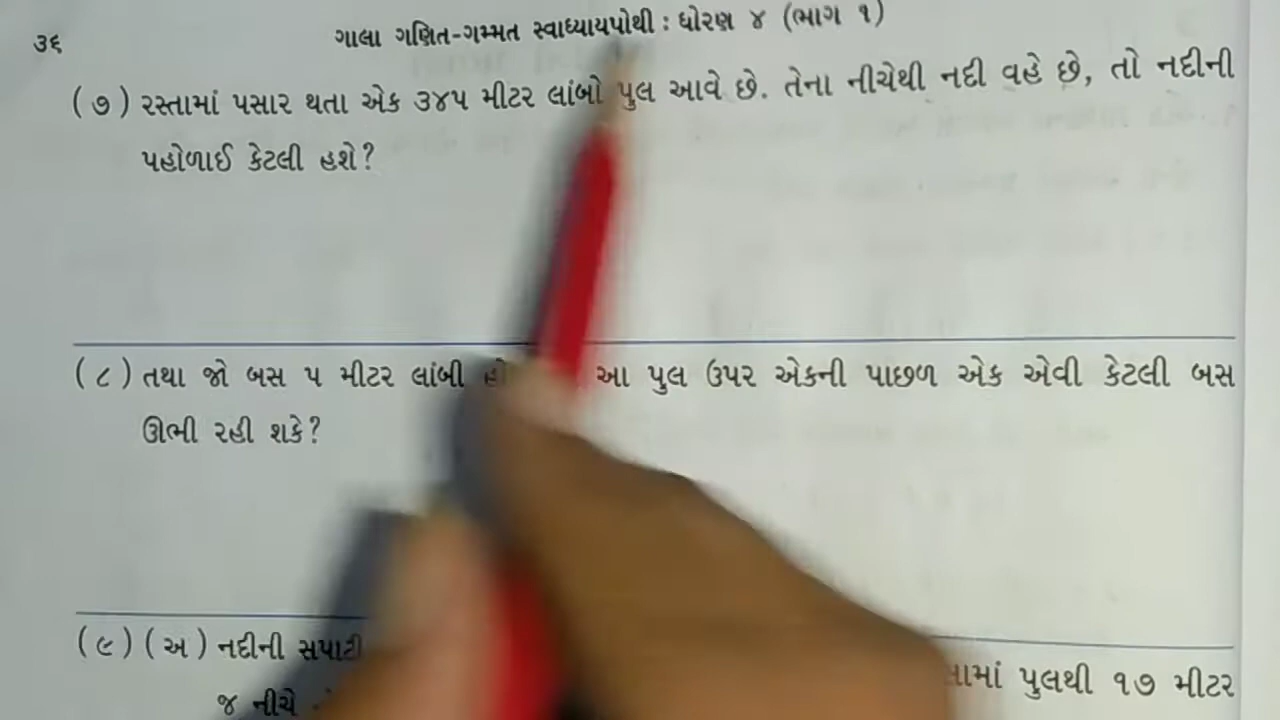 ૩૬
ગાલા ગણિત-ગમ્મત સ્વાધ્યાયપોથી : ધોરણ ૪ (ભાગ ૧)
(૭) રસ્તામાં પસાર થતા એક ૩૪૫ મીટર લાંબો પુલ આવે છે. તેના નીચેથી નદી વહે છે, તો નદીની
પહોળાઈ કેટલી હશે?
(૮) તથા જો બસ ૫ મીટર લાંબી આ પુલ ઉપર એકની પાછળ એક એવી કેટલી બસ
ઊભી રહી શકે?
(૯) (અ) નદીની સપાટી પુલથી ૧૭ મીટર
જ નીચે